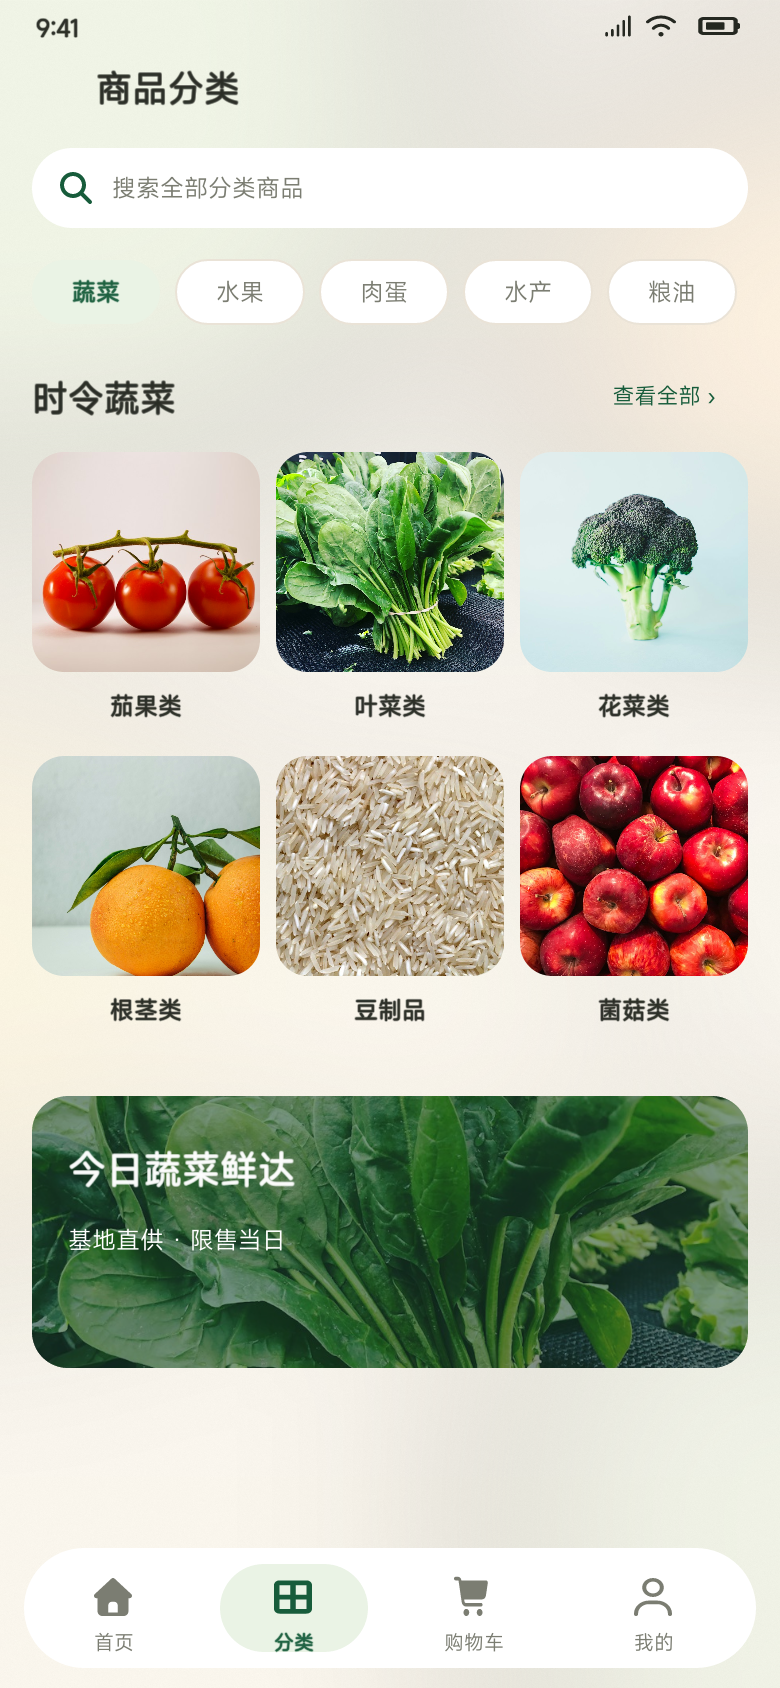 9:41
商品分类
搜索全部分类商品
蔬菜 水果 肉蛋 水产 粮油
时令蔬菜 查看全部 ›
茄果类 叶菜类 花菜类
根茎类 豆制品 菌菇类
今日蔬菜鲜达
基地直供 · 限售当日
首页 分类 购物车 我的